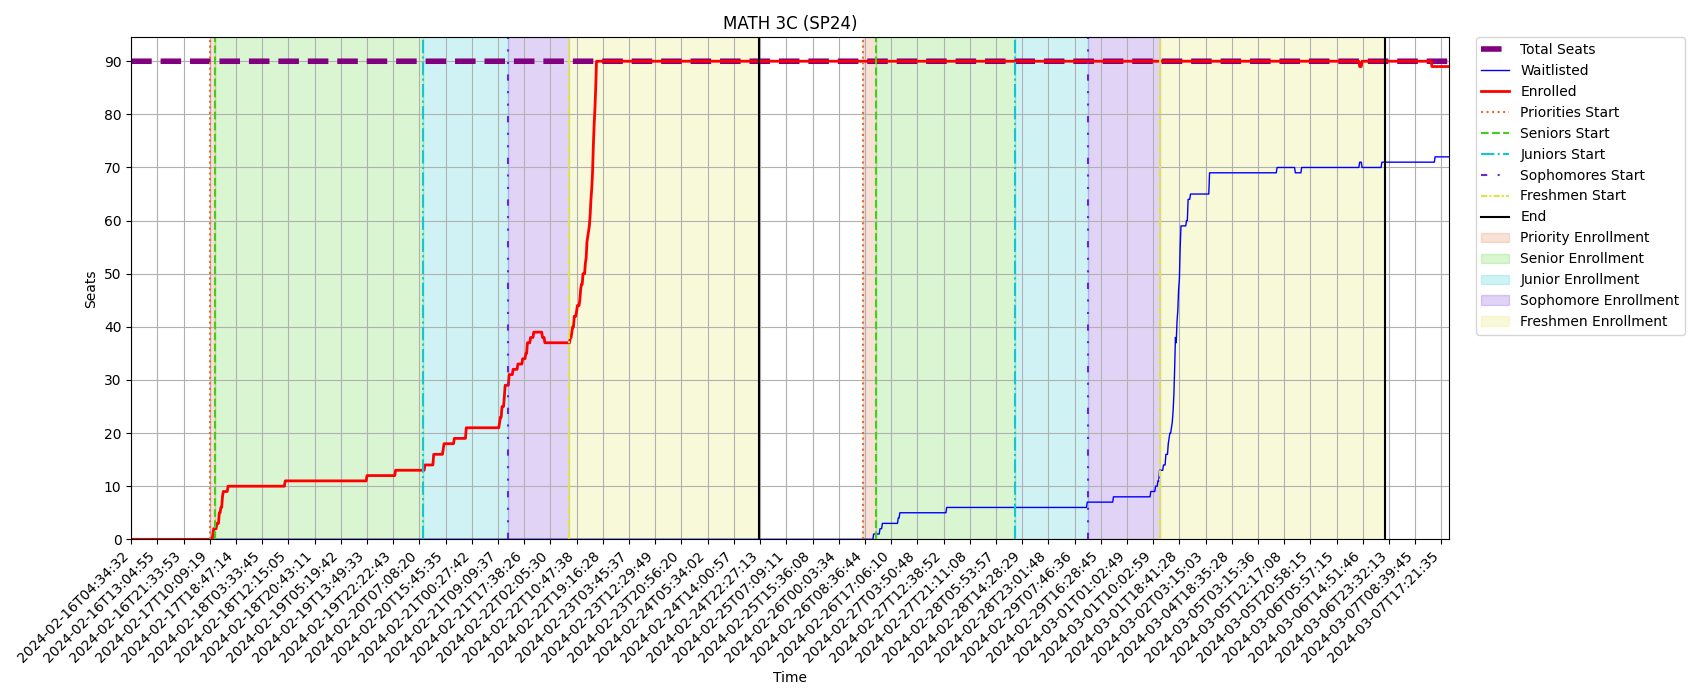 MATH 3C (SP24)
90
80
70
60
50
40
30
20
10
0
Seats
2024-02-16T04:34:32
2024-02-16T13:04:55
2024-02-16T21:33:53
2024-02-17T10:09:19
2024-02-17T18:47:14
2024-02-18T03:33:45
2024-02-18T12:15:05
2024-02-18T20:43:11
2024-02-19T05:19:42
2024-02-19T13:49:33
2024-02-19T22:22:43
2024-02-20T07:08:20
2024-02-20T15:45:35
2024-02-21T00:27:42
2024-02-21T09:09:37
2024-02-21T17:38:26
2024-02-22T02:05:30
2024-02-22T10:47:38
2024-02-22T19:16:28
2024-02-23T03:45:37
2024-02-23T12:29:49
2024-02-23T20:56:20
2024-02-24T05:34:02
2024-02-24T14:00:57
2024-02-24T22:27:13
2024-02-25T07:09:11
2024-02-25T15:36:08
2024-02-26T00:03:34
2024-02-26T08:36:44
2024-02-26T17:06:10
2024-02-27T03:50:48
2024-02-27T12:38:52
2024-02-27T21:11:08
2024-02-28T05:53:57
2024-02-28T14:28:29
2024-02-28T23:01:48
2024-02-29T07:46:36
2024-02-29T16:28:45
2024-03-01T01:02:49
2024-03-01T10:02:59
2024-03-01T18:41:28
2024-03-02T03:15:03
2024-03-04T18:35:28
2024-03-05T03:15:36
2024-03-05T12:17:08
2024-03-05T20:58:15
2024-03-06T05:57:15
2024-03-06T14:51:46
2024-03-06T23:32:13
2024-03-07T08:39:45
2024-03-07T17:21:35
Time
Total Seats
Waitlisted
Enrolled
Priorities Start
Seniors Start
Juniors Start
Sophomores Start
Freshmen Start
End
Priority Enrollment
Senior Enrollment
Junior Enrollment
Sophomore Enrollment
Freshmen Enrollment